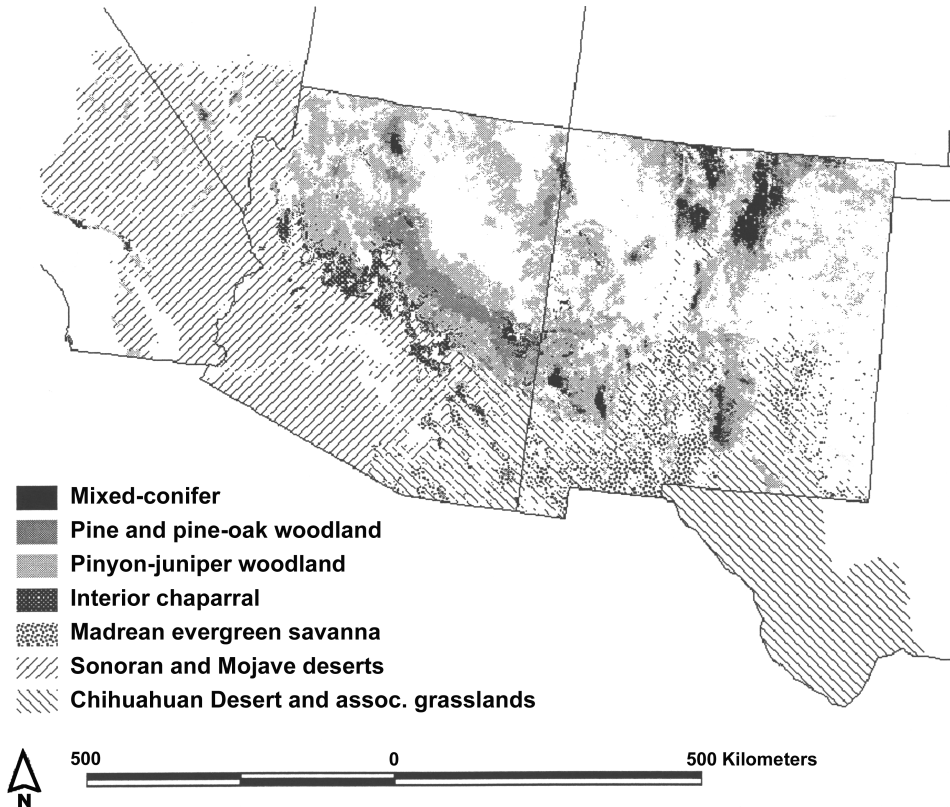 Mixed-conifer
Pine and pine-oak woodland
Pinyon-juniper woodland
Interior chaparral
Madrean evergreen savanna
Sonoran and Mojave deserts
Chihuahuan Desert and assoc. grasslands
500 0 500 Kilometers
N